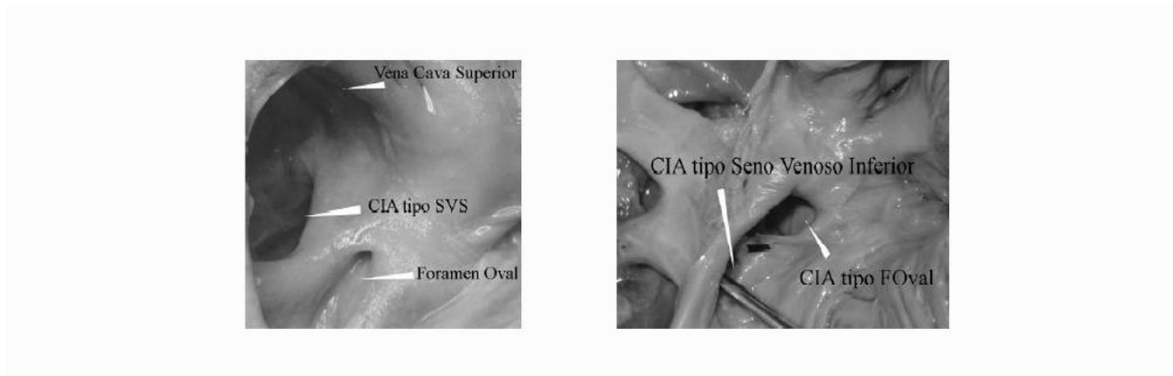 Vena Cava Superior
CIA tipo SVS
Foramen Oval
CIA tipo Seno Venoso Inferior
CIA tipo FOval